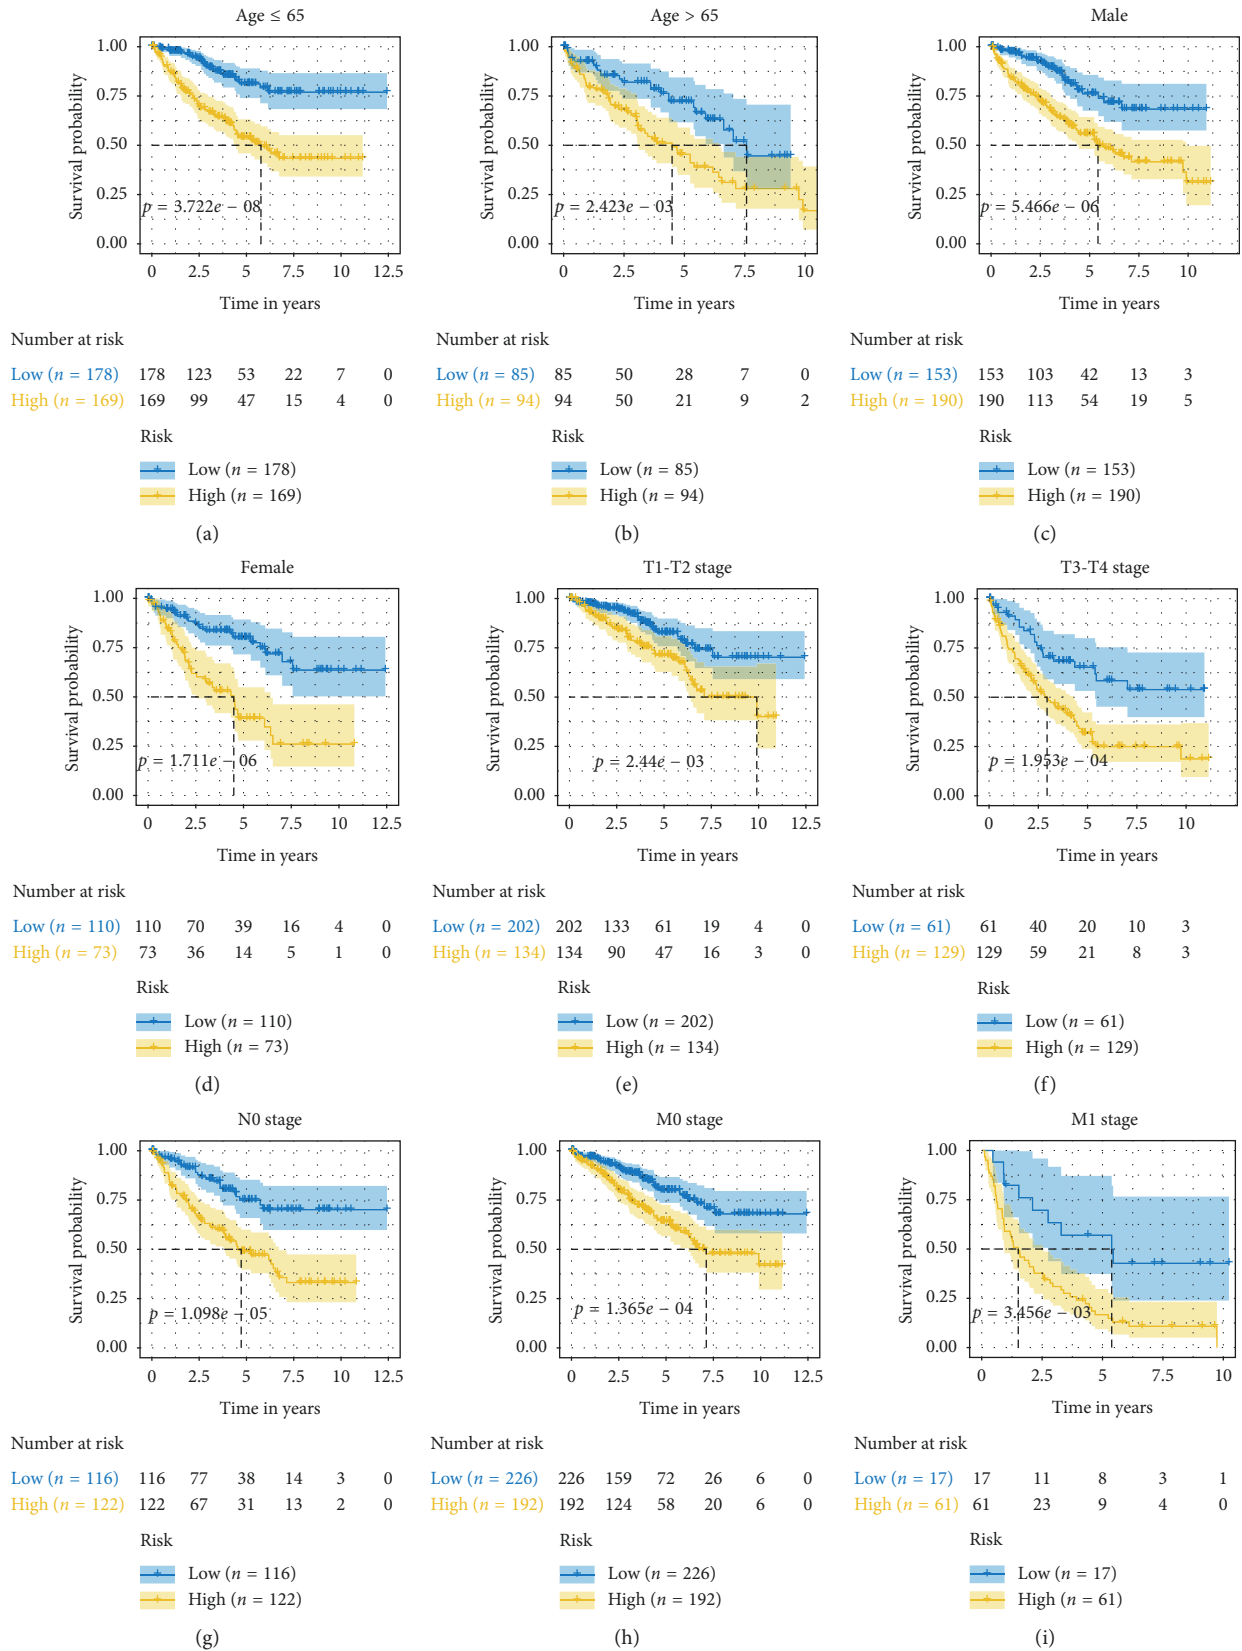 Age ≤ 65
Survival probability
1.00
0.75
0.50
0.25
0.00
p = 3.722e − 08
0 2.5 5 7.5 10 12.5
Time in years
Number at risk
Low (n = 178) 178 123 53 22 7 0
High (n = 169) 169 99 47 15 4 0
Risk
Low (n = 178)
High (n = 169)
(a)
Age > 65
Survival probability
1.00
0.75
0.50
0.25
0.00
p = 2.423e − 03
0 2.5 5 7.5 10
Time in years
Number at risk
Low (n = 85) 85 50 28 7 0
High (n = 94) 94 50 21 9 2
Risk
Low (n = 85)
High (n = 94)
(b)
Male
Survival probability
1.00
0.75
0.50
0.25
0.00
p = 5.466e − 06
0 2.5 5 7.5 10
Time in years
Number at risk
Low (n = 153) 153 103 42 13 3
High (n = 190) 190 113 54 19 5
Risk
Low (n = 153)
High (n = 190)
(c)
Female
Survival probability
1.00
0.75
0.50
0.25
0.00
p = 1.711e − 06
0 2.5 5 7.5 10 12.5
Time in years
Number at risk
Low (n = 110) 110 70 39 16 4 0
High (n = 73) 73 36 14 5 1 0
Risk
Low (n = 110)
High (n = 73)
(d)
T1-T2 stage
Survival probability
1.00
0.75
0.50
0.25
0.00
p = 2.44e − 03
0 2.5 5 7.5 10 12.5
Time in years
Number at risk
Low (n = 202) 202 133 61 19 4 0
High (n = 134) 134 90 47 16 3 0
Risk
Low (n = 202)
High (n = 134)
(e)
T3-T4 stage
Survival probability
1.00
0.75
0.50
0.25
0.00
p = 1.953e − 04
0 2.5 5 7.5 10
Time in years
Number at risk
Low (n = 61) 61 40 20 10 3
High (n = 129) 129 59 21 8 3
Risk
Low (n = 61)
High (n = 129)
(f)
N0 stage
Survival probability
1.00
0.75
0.50
0.25
0.00
p = 1.098e − 05
0 2.5 5 7.5 10 12.5
Time in years
Number at risk
Low (n = 116) 116 77 38 14 3 0
High (n = 122) 122 67 31 13 2 0
Risk
Low (n = 116)
High (n = 122)
(g)
M0 stage
Survival probability
1.00
0.75
0.50
0.25
0.00
p = 1.365e − 04
0 2.5 5 7.5 10 12.5
Time in years
Number at risk
Low (n = 226) 226 159 72 26 6 0
High (n = 192) 192 124 58 20 6 0
Risk
Low (n = 226)
High (n = 192)
(h)
M1 stage
Survival probability
1.00
0.75
0.50
0.25
0.00
p = 3.456e − 03
0 2.5 5 7.5 10
Time in years
Number at risk
Low (n = 17) 17 11 8 3 1
High (n = 61) 61 23 9 4 0
Risk
Low (n = 17)
High (n = 61)
(i)